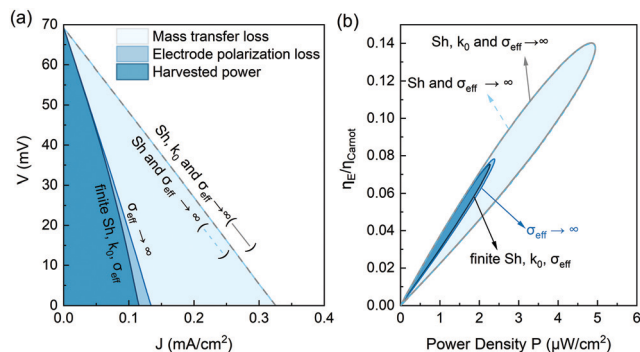 (a)
70
60
50
40
30
20
10
0
V (mV)
Mass transfer loss
Electrode polarization loss
Harvested power
Sh, k₀ and σeff→∞(——)
Sh and σeff → ∞ (- - -)
σeff → ∞
finite Sh, k₀, σeff
0.0 0.1 0.2 0.3 0.4
J (mA/cm²)
(b)
0.14
0.12
0.10
0.08
0.06
0.04
0.02
0.00
ηE/ηCarnot
Sh, k₀ and σeff→∞
Sh and σeff → ∞
σeff → ∞
finite Sh, k₀, σeff
0 1 2 3 4 5 6
Power Density P (μW/cm²)